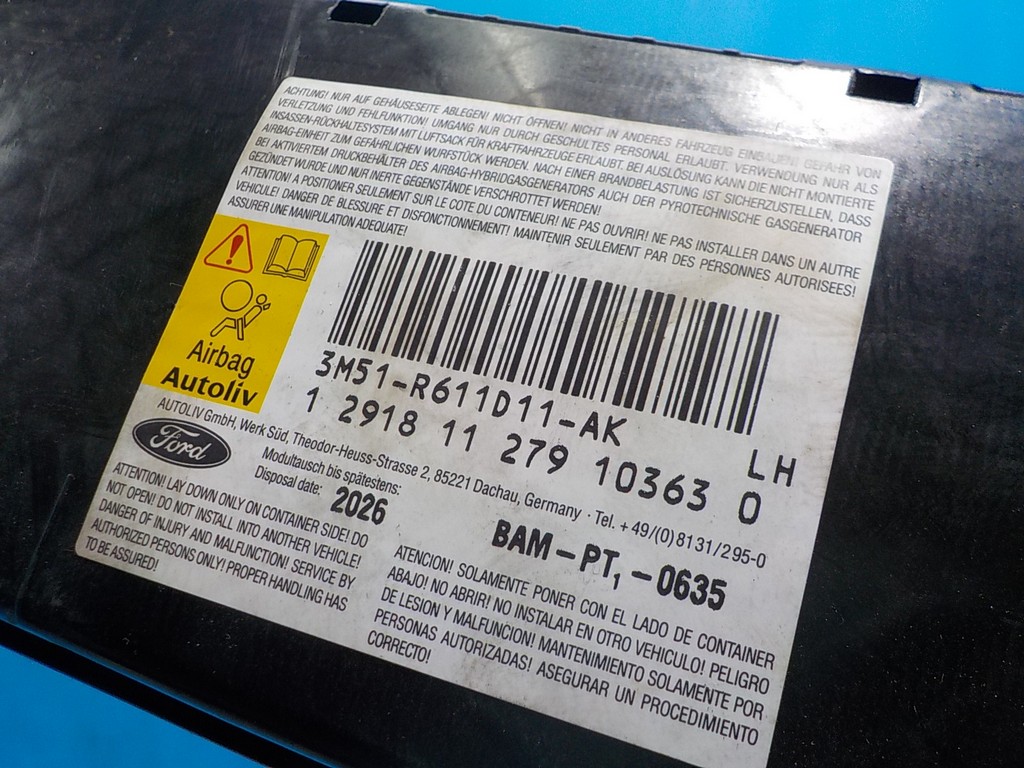 ACHTUNG! NUR AUF GEHÄUSESEITE ABLEGEN! NICHT ÖFFNEN! NICHT IN ANDERES FAHRZEUG EINBAUEN! GEFAHR VON
VERLETZUNG UND FEHLFUNKTION! UMGANG NUR DURCH GESCHULTES PERSONAL ERLAUBT. VERWENDUNG NUR ALS
INSASSEN-RÜCKHALTESYSTEM MIT LUFTSACK FÜR KRAFTFAHRZEUGE ERLAUBT. BEI AUSLÖSUNG KANN DIE NICHT MONTIERTE
AIRBAG-EINHEIT ZUM GEFÄHRLICHEN WURFSTÜCK WERDEN. NACH EINER BRANDBELASTUNG IST SICHERZUSTELLEN, DASS
BEI AKTIVIERTEM DRUCKBEHÄLTER DES AIRBAG-HYBRIDGASGENERATORS AUCH DER PYROTECHNISCHE GASGENERATOR
GEZÜNDET WURDE UND NUR INERTE GEGENSTÄNDE VERSCHROTTET WERDEN!
ATTENTION! A POSITIONER SEULEMENT SUR LE COTE DU CONTENEUR! NE PAS OUVRIR! NE PAS INSTALLER DANS UN AUTRE
VEHICULE! DANGER DE BLESSURE ET DISFONCTIONNEMENT! MAINTENIR SEULEMENT PAR DES PERSONNES AUTORISEES!
ASSURER UNE MANIPULATION ADEQUATE!
Airbag
Autoliv
3M51-R611D11-AK
LH
1 2918 11 279 10363 0
AUTOLIV GmbH, Werk Süd, Theodor-Heuss-Strasse 2, 85221 Dachau, Germany · Tel. +49/(0)8131/295-0
Ford
Modultausch bis spätestens:
Disposal date: 2026
BAM-PT,-0635
ATTENTION! LAY DOWN ONLY ON CONTAINER SIDE! DO
NOT OPEN! DO NOT INSTALL INTO ANOTHER VEHICLE!
DANGER OF INJURY AND MALFUNCTION! SERVICE BY
AUTHORIZED PERSONS ONLY! PROPER HANDLING HAS
TO BE ASSURED!
ATENCION! SOLAMENTE PONER CON EL LADO DE CONTAINER
ABAJO! NO ABRIR! NO INSTALAR EN OTRO VEHICULO! PELIGRO
DE LESION Y MALFUNCION! MANTENIMIENTO SOLAMENTE POR
PERSONAS AUTORIZADAS! ASEGURAR UN PROCEDIMIENTO
CORRECTO!